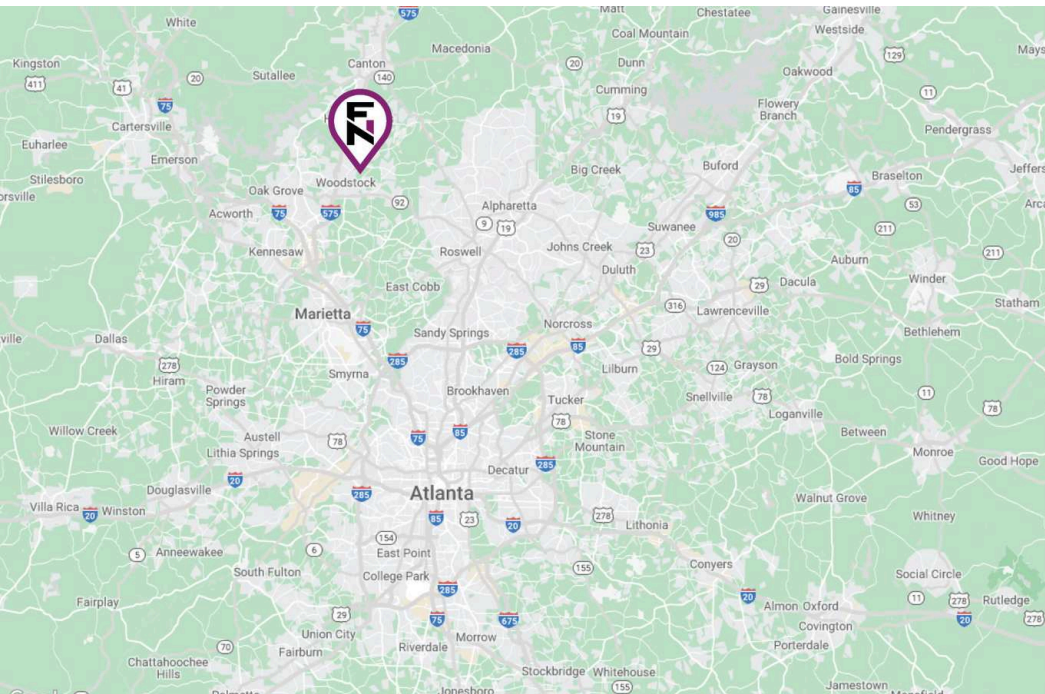 575
Matt
Chestatee
Gainesville
White
Westside
Coal Mountain
Macedonia
129
Kingston
Canton
20
Dunn
Oakwood
411
41
20
Sutallee
140
Cumming
11
75
19
Flowery
Branch
Cartersville
FN
Pendergrass
Euharlee
Emerson
Big Creek
Buford
Stilesboro
Woodstock
Braselton
Oak Grove
92
85
53
Acworth
75
575
Alpharetta
985
9
19
Suwanee
211
Kennesaw
Roswell
Johns Creek
23
20
211
Duluth
Auburn
East Cobb
29
Dacula
Winder
Statham
Marietta
316
Lawrenceville
75
Norcross
Bethlehem
Dallas
Sandy Springs
285
85
29
285
278
Hiram
Smyrna
Lilburn
124
Grayson
Bold Springs
Powder
Springs
Brookhaven
Tucker
Snellville
78
11
78
Loganville
78
Willow Creek
Austell
78
75
85
Stone
Mountain
Between
Lithia Springs
Monroe
Good Hope
20
Decatur
285
Douglasville
285
Atlanta
Walnut Grove
Villa Rica
20
Winston
85
23
20
278
Lithonia
Whitney
154
5
Anneewakee
6
East Point
155
Conyers
South Fulton
College Park
Social Circle
285
20
11
278
Rutledge
Fairplay
29
75
675
Almon
Oxford
20
278
Union City
Morrow
Covington
70
Fairburn
Riverdale
Porterdale
Chattahoochee
Hills
Stockbridge
Whitehouse
155
Jamestown
Jonesboro